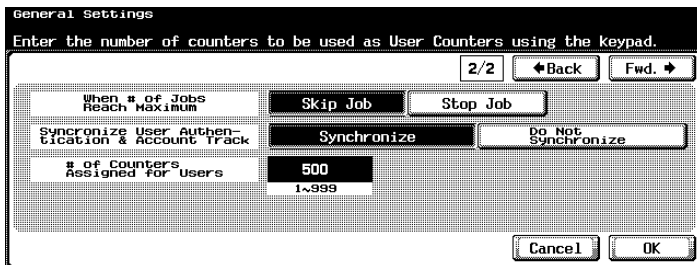 General Settings
Enter the number of counters to be used as User Counters using the keypad.
2/2 ←Back Fwd. →
When # of Jobs
Reach Maximum
Skip Job Stop Job
Syncronize User Authen-
tication & Account Track
Synchronize
Do Not
Synchronize
# of Counters
Assigned for Users
500
1~999
Cancel OK